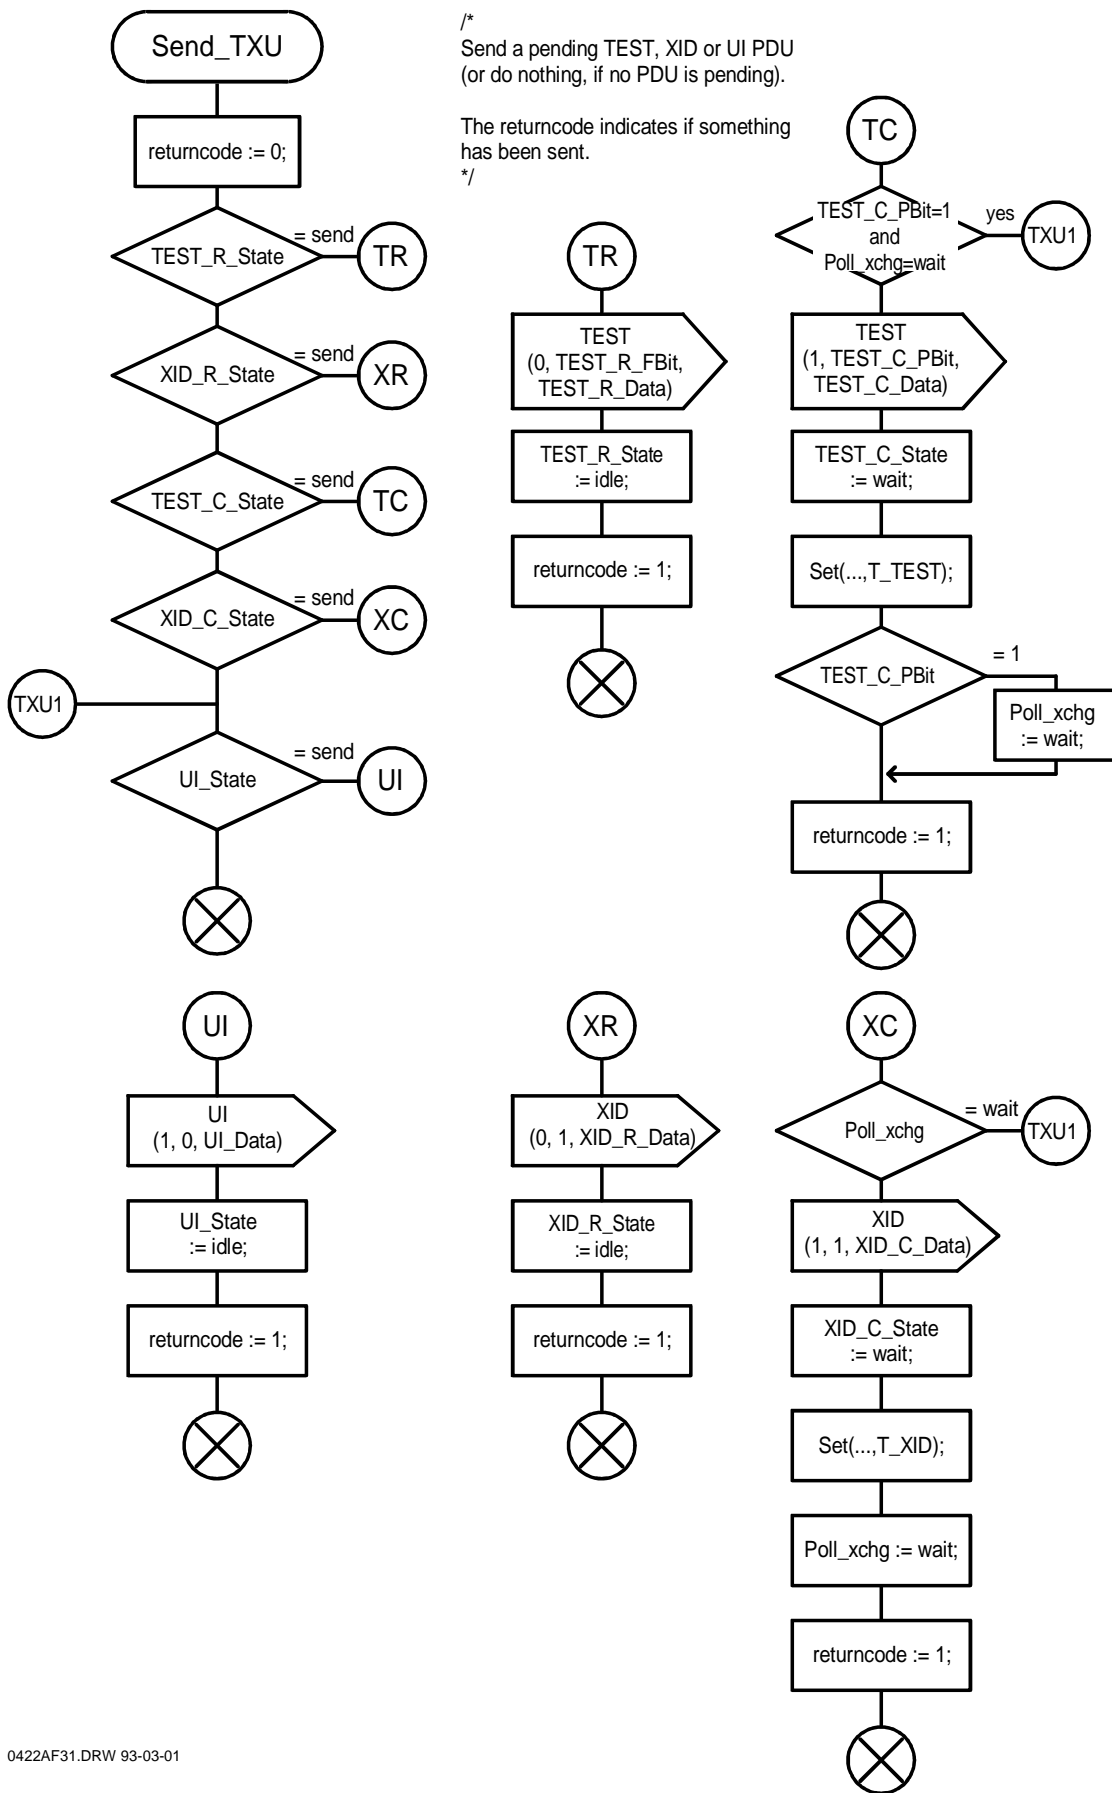 Send_TXU
/*
Send a pending TEST, XID or UI PDU
(or do nothing, if no PDU is pending).
The returncode indicates if something
has been sent.
*/
returncode := 0;
TEST_R_State
= send
TR
XID_R_State
= send
XR
TEST_C_State
= send
TC
XID_C_State
= send
XC
TXU1
UI_State
= send
UI
TR
TEST
(0, TEST_R_FBit,
TEST_R_Data)
TEST_R_State
:= idle;
returncode := 1;
TC
TEST_C_PBit=1
and
Poll_xchg=wait
yes
TXU1
TEST
(1, TEST_C_PBit,
TEST_C_Data)
TEST_C_State
:= wait;
Set(...,T_TEST);
TEST_C_PBit
= 1
Poll_xchg
:= wait;
returncode := 1;
UI
UI
(1, 0, UI_Data)
UI_State
:= idle;
returncode := 1;
XR
XID
(0, 1, XID_R_Data)
XID_R_State
:= idle;
returncode := 1;
XC
Poll_xchg
= wait
TXU1
XID
(1, 1, XID_C_Data)
XID_C_State
:= wait;
Set(...,T_XID);
Poll_xchg := wait;
returncode := 1;
0422AF31.DRW 93-03-01